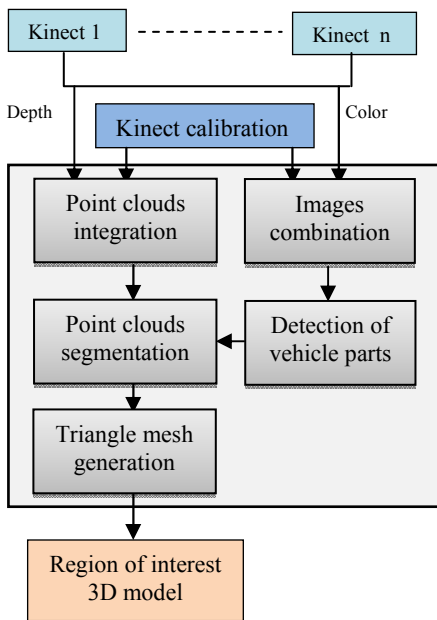 Kinect 1
Kinect n
Depth
Color
Kinect calibration
Point clouds
integration
Images
combination
Point clouds
segmentation
Detection of
vehicle parts
Triangle mesh
generation
Region of interest
3D model